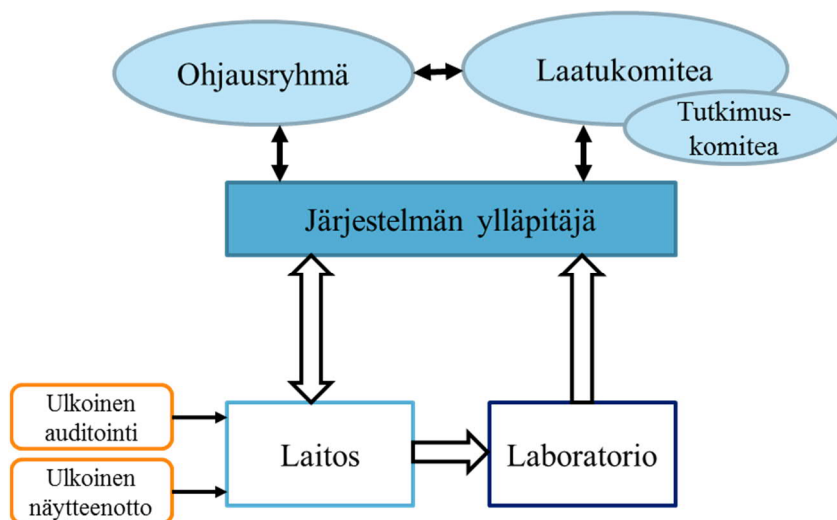 Ohjausryhmä
Laatukomitea
Tutkimus-
komitea
Järjestelmän ylläpitäjä
Ulkoinen
auditointi
Laitos
Laboratorio
Ulkoinen
näytteenotto